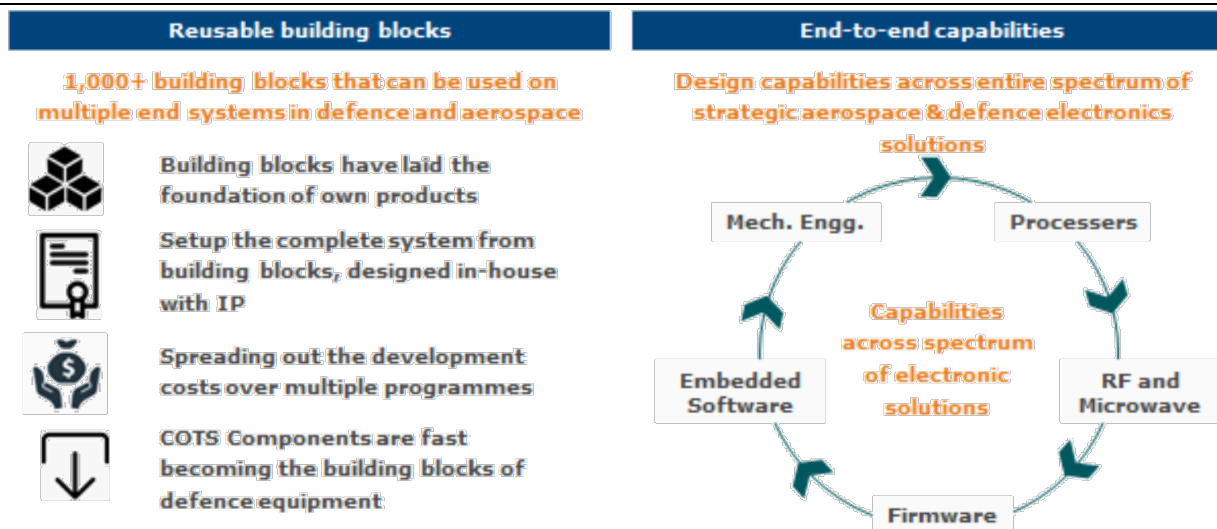 Reusable building blocks
1,000+ building blocks that can be used on
multiple end systems in defence and aerospace
Building blocks have laid the
foundation of own products
Setup the complete system from
building blocks, designed in-house
with IP
$
Spreading out the development
costs over multiple programmes
COTS Components are fast
becoming the building blocks of
defence equipment
End-to-end capabilities
Design capabilities across entire spectrum of
strategic aerospace & defence electronics
solutions
Mech. Engg.
Processers
Capabilities
across spectrum
of electronic
solutions
Embedded
Software
RF and
Microwave
Firmware